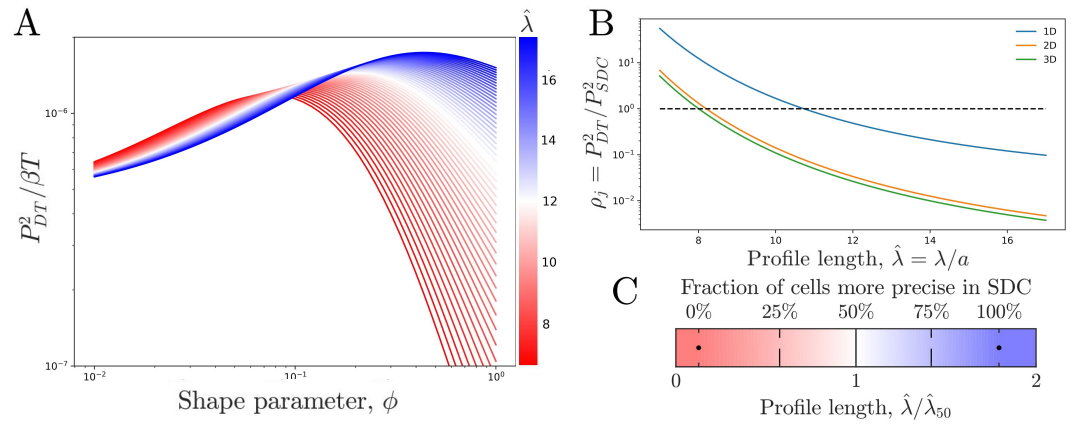 A
P²_DT/βT
10⁻⁶
10⁻⁷
10⁻²
10⁻¹
10⁰
Shape parameter, ϕ
λ̂
16
14
12
10
8
B
ρ_j = P²_DT/P²_SDC
10¹
10⁰
10⁻¹
10⁻²
1D
2D
3D
8
10
12
14
16
Profile length, λ̂ = λ/a
C
Fraction of cells more precise in SDC
0% 25% 50% 75% 100%
0 1 2
Profile length, λ̂/λ̂₅₀